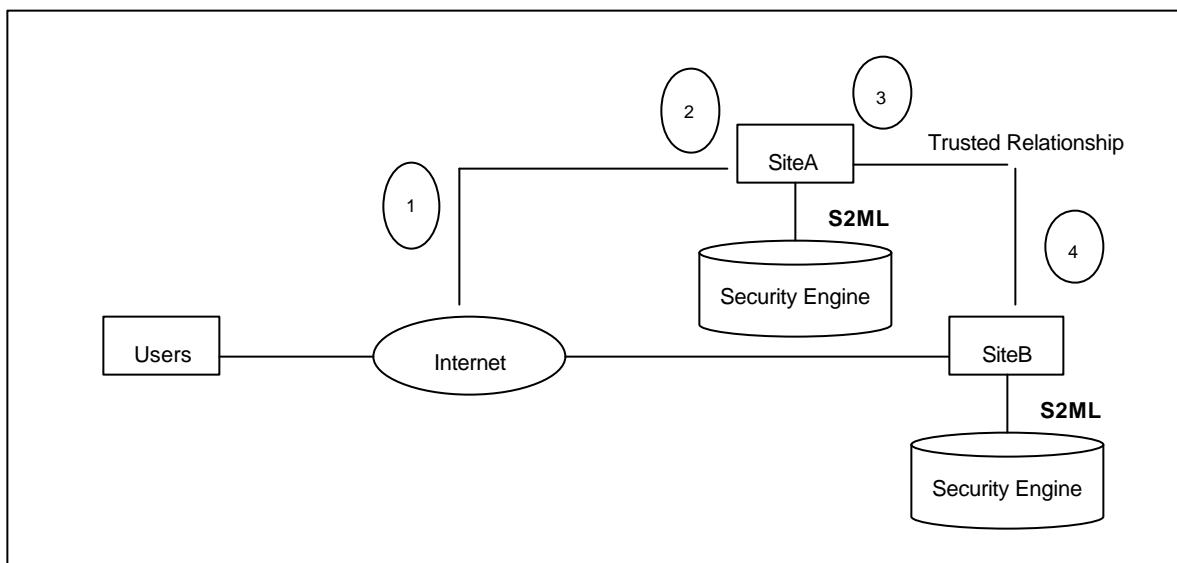 3
2
Trusted Relationship
SiteA
1
S2ML
4
Security Engine
Users
Internet
SiteB
S2ML
Security Engine